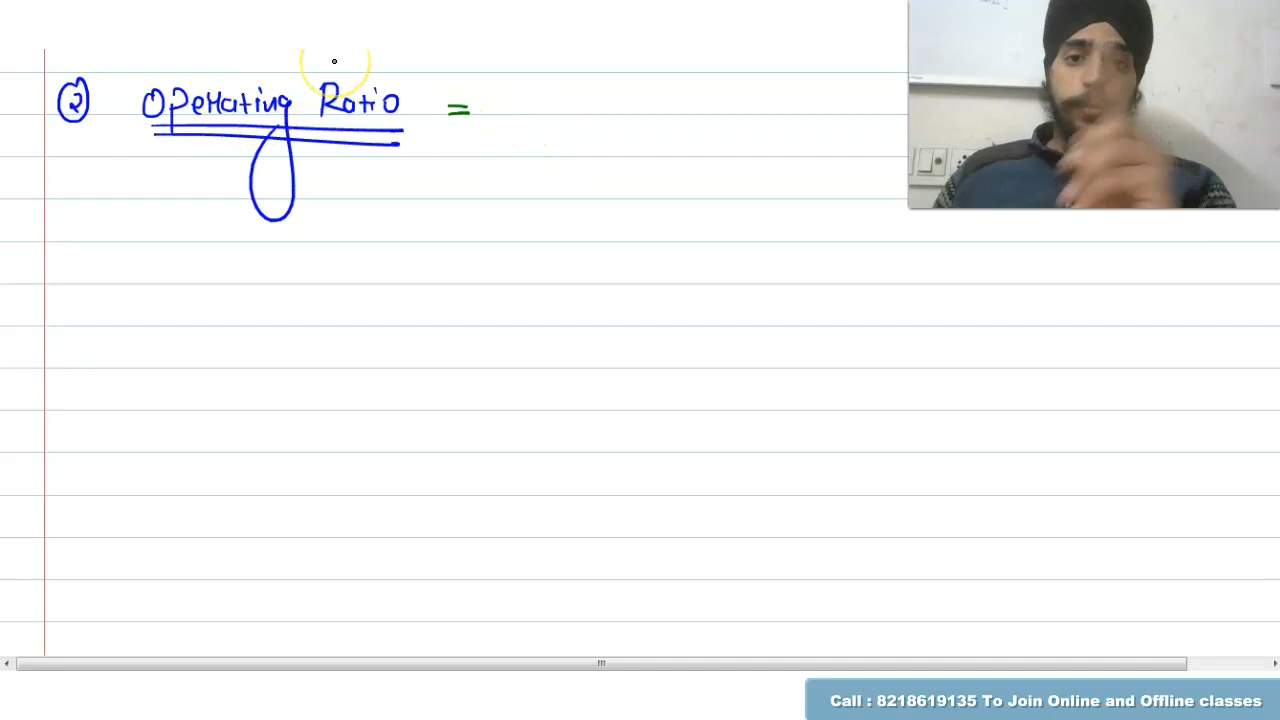 ② Operating Ratio =
Call : 8218619135 To Join Online and Offline classes